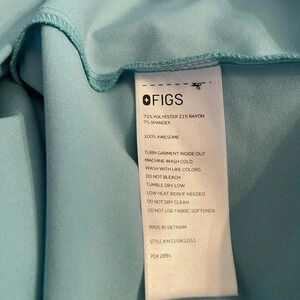 FIGS
72% POLYESTER 21% RAYON
7% SPANDEX
100% AWESOME
TURN GARMENT INSIDE OUT
MACHINE WASH COLD
WASH WITH LIKE COLORS
DO NOT BLEACH
TUMBLE DRY LOW
LOW HEAT IRON IF NEEDED
DO NOT DRY CLEAN
DO NOT USE FABRIC SOFTENER
MADE IN VIETNAM
PO# 2894